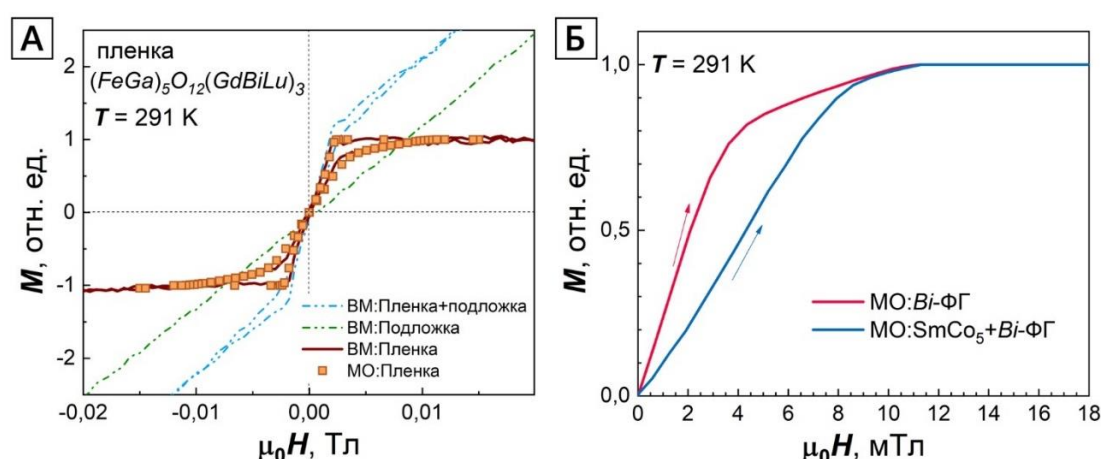 А
пленка
(FeGa)₅O₁₂(GdBiLu)₃
T = 291 K
M, отн. ед.
2
1
0
-1
-2
ВМ:Пленка+подложка
ВМ:Подложка
ВМ:Пленка
МО:Пленка
-0,02 -0,01 0,00 0,01
μ₀H, Тл
Б
T = 291 K
M, отн. ед.
1,0
0,5
0,0
МО:Bi-ФГ
МО:SmCo₅+Bi-ФГ
0 2 4 6 8 10 12 14 16 18
μ₀H, мТл